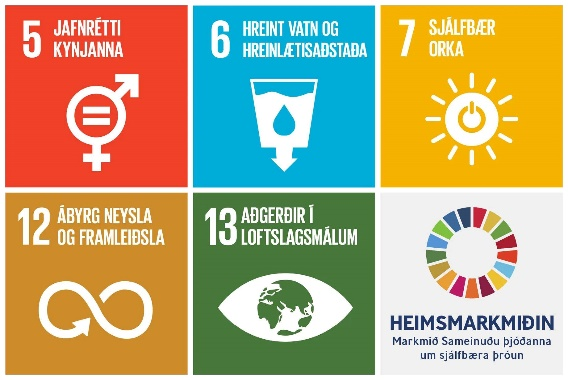 5 JAFNRÉTTI
KYNJANNA
6 HREINT VATN OG
HREINLÆTISAÐSTAÐA
7 SJÁLFBÆR
ORKA
12 ÁBYRG NEYSLA
OG FRAMLEIÐSLA
13 AÐGERÐIR Í
LOFTSLAGSMÁLUM
HEIMSMARKMIÐIN
Markmið Sameinuðu þjóðanna
um sjálfbæra þróun